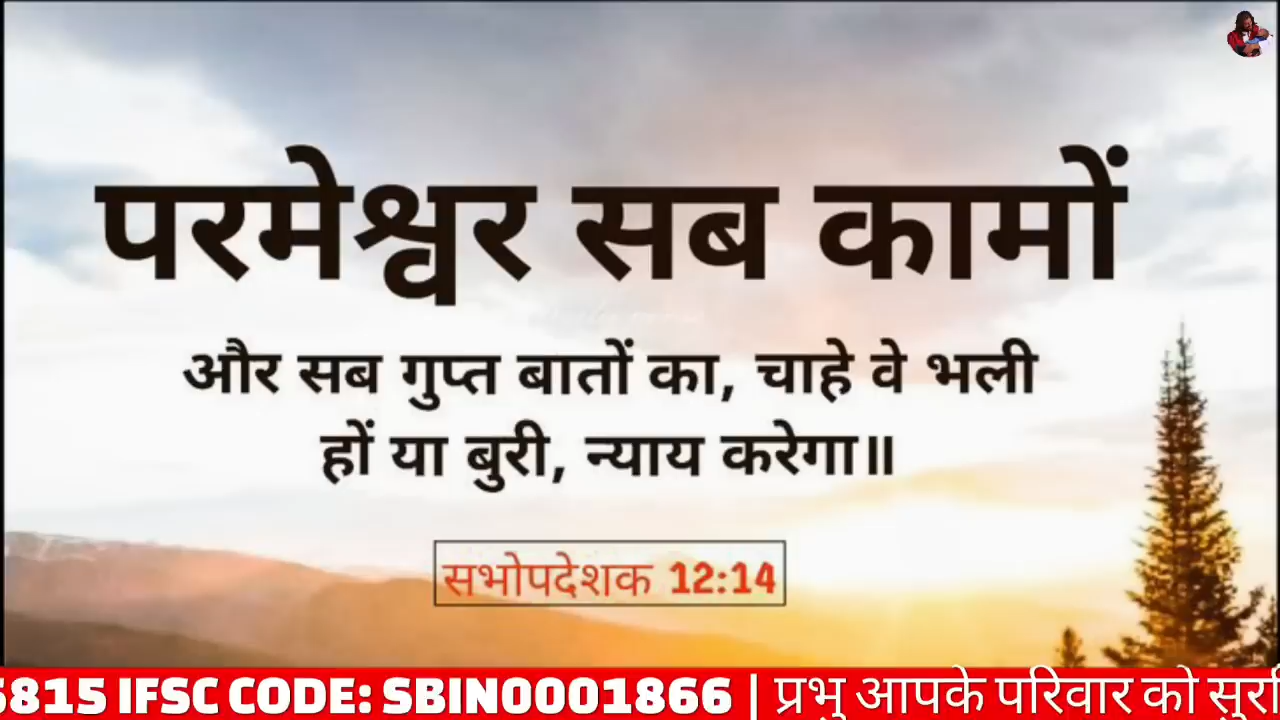 परमेश्वर सब कामों
और सब गुप्त बातों का, चाहे वे भली
हों या बुरी, न्याय करेगा॥
सभोपदेशक 12:14
5815 IFSC CODE: SBIN0001866 | प्रभु आपके परिवार को